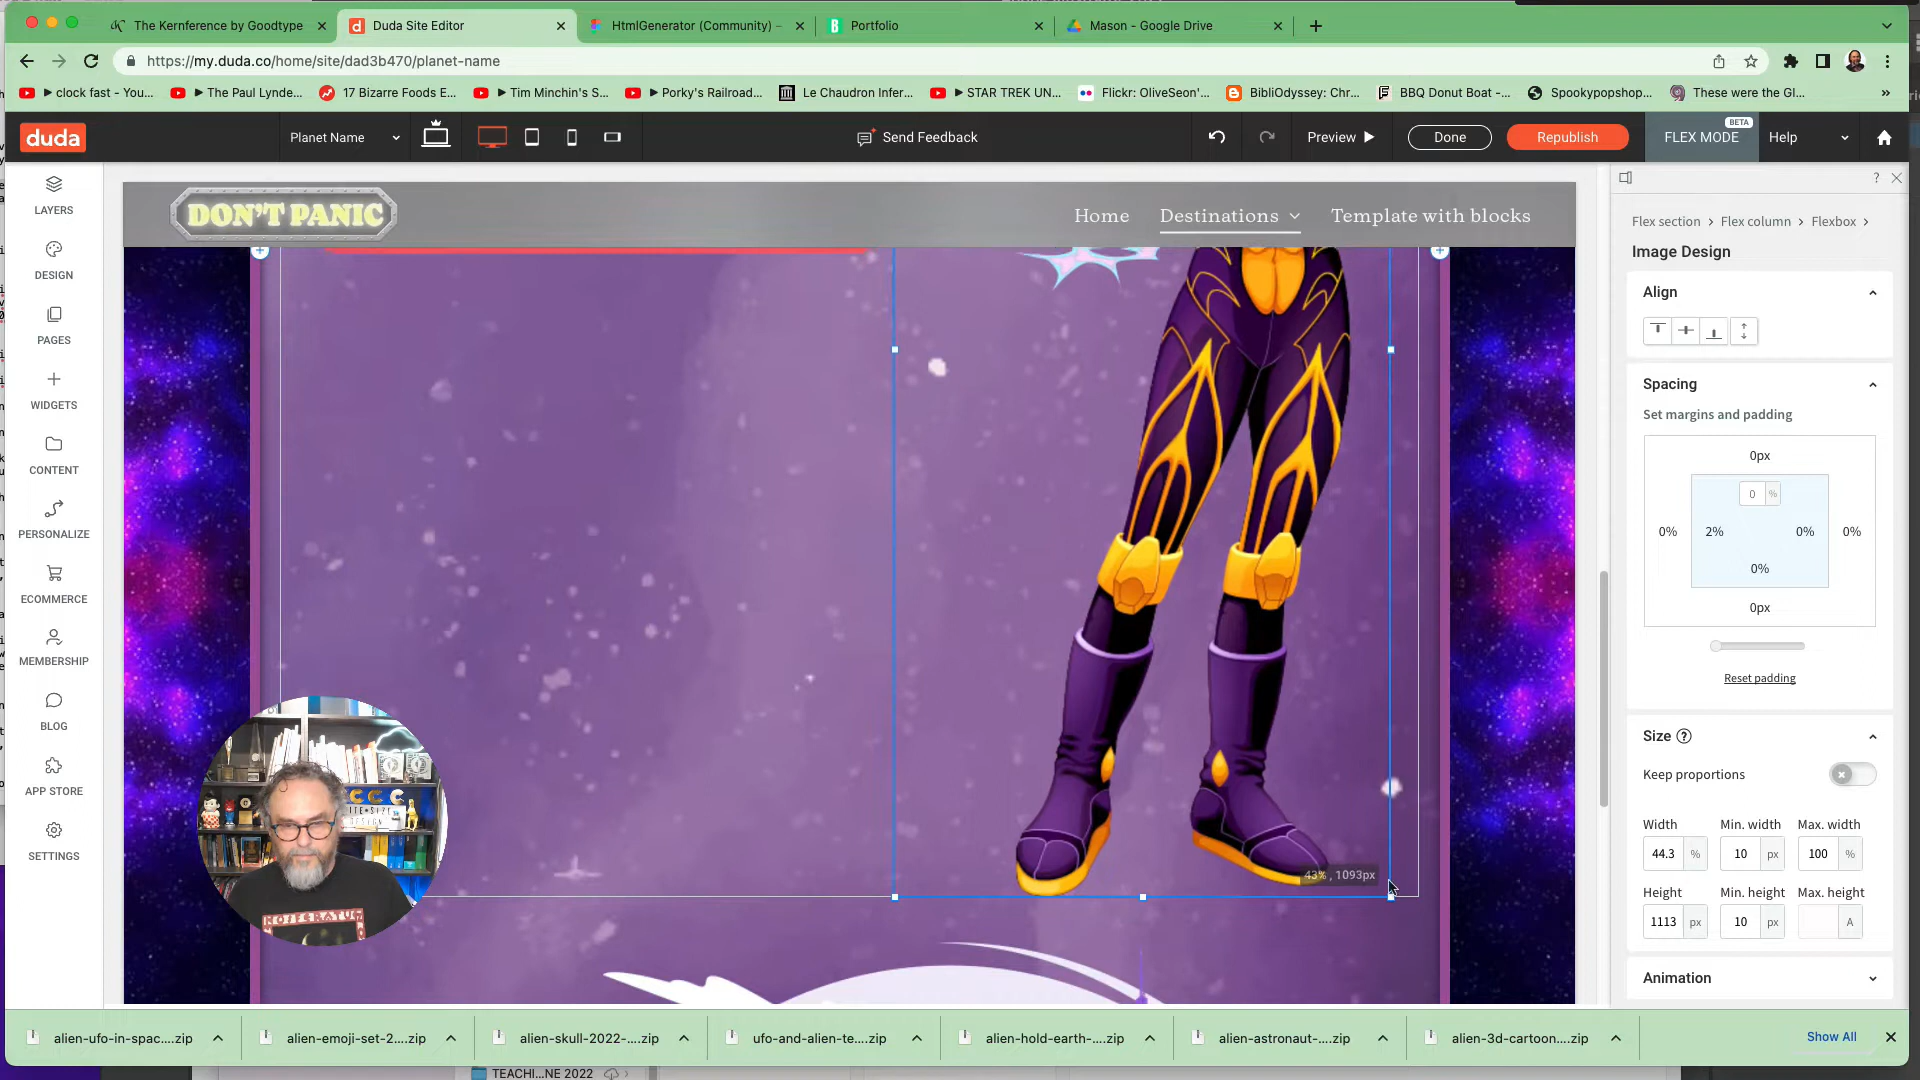 The Kernference by Goodtype
Duda Site Editor
HtmlGenerator (Community) –
Portfolio
Mason - Google Drive
https://my.duda.co/home/site/dad3b470/planet-name
clock fast - You...
The Paul Lynde...
17 Bizarre Foods E...
Tim Minchin's S...
Porky's Railroad...
Le Chaudron Infer...
STAR TREK UN...
Flickr: OliveSeon'...
BibliOdyssey: Chr...
BBQ Donut Boat -...
Spookypopshop...
These were the Gl...
duda
Planet Name
Send Feedback
Preview
Done
Republish
FLEX MODE
BETA
Help
LAYERS
DESIGN
PAGES
WIDGETS
CONTENT
PERSONALIZE
ECOMMERCE
MEMBERSHIP
BLOG
APP STORE
SETTINGS
DON'T PANIC
Home
Destinations
Template with blocks
43% , 1093px
NOSFERATU
Flex section > Flex column > Flexbox >
Image Design
Align
Spacing
Set margins and padding
0px
0 %
0% 2% 0% 0%
0%
0px
Reset padding
Size ?
Keep proportions
Width Min. width Max. width
44.3 % 10 px 100 %
Height Min. height Max. height
1113 px 10 px A
Animation
alien-ufo-in-spac....zip
alien-emoji-set-2....zip
alien-skull-2022-....zip
ufo-and-alien-te....zip
alien-hold-earth-....zip
alien-astronaut-....zip
alien-3d-cartoon....zip
Show All
TEACHI...NE 2022